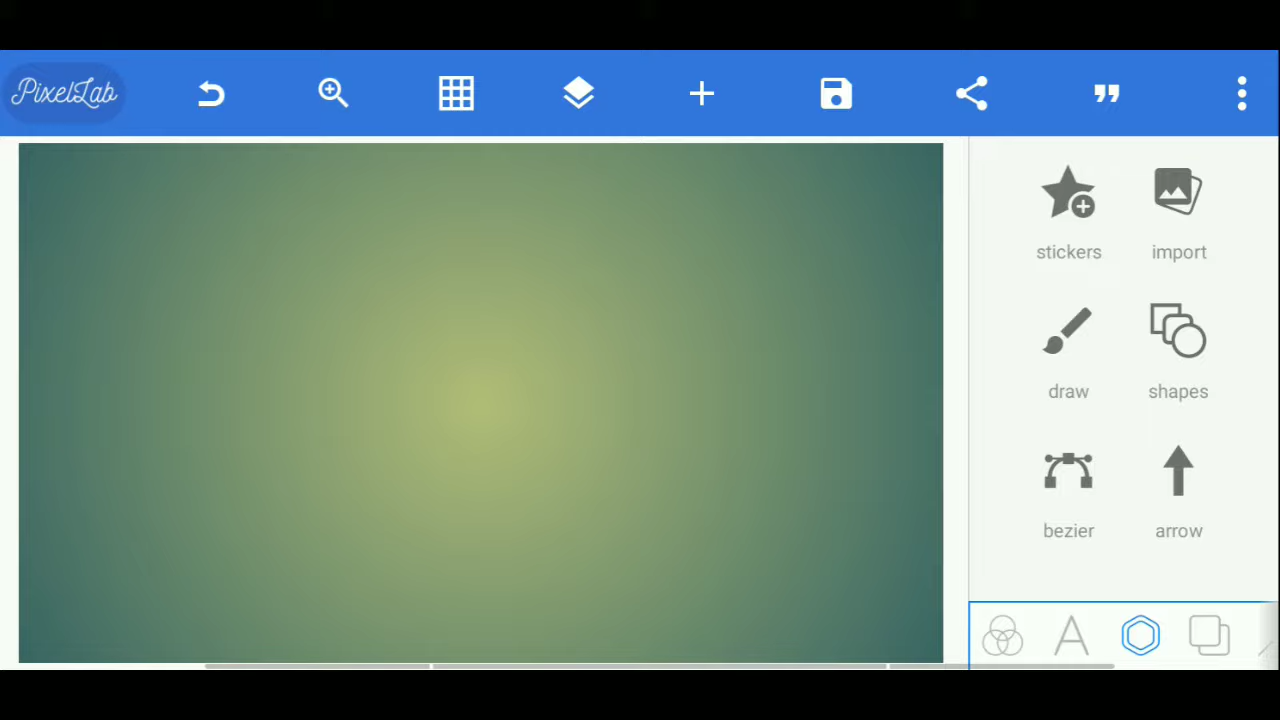 PixelLab
stickers
import
draw
shapes
bezier
arrow